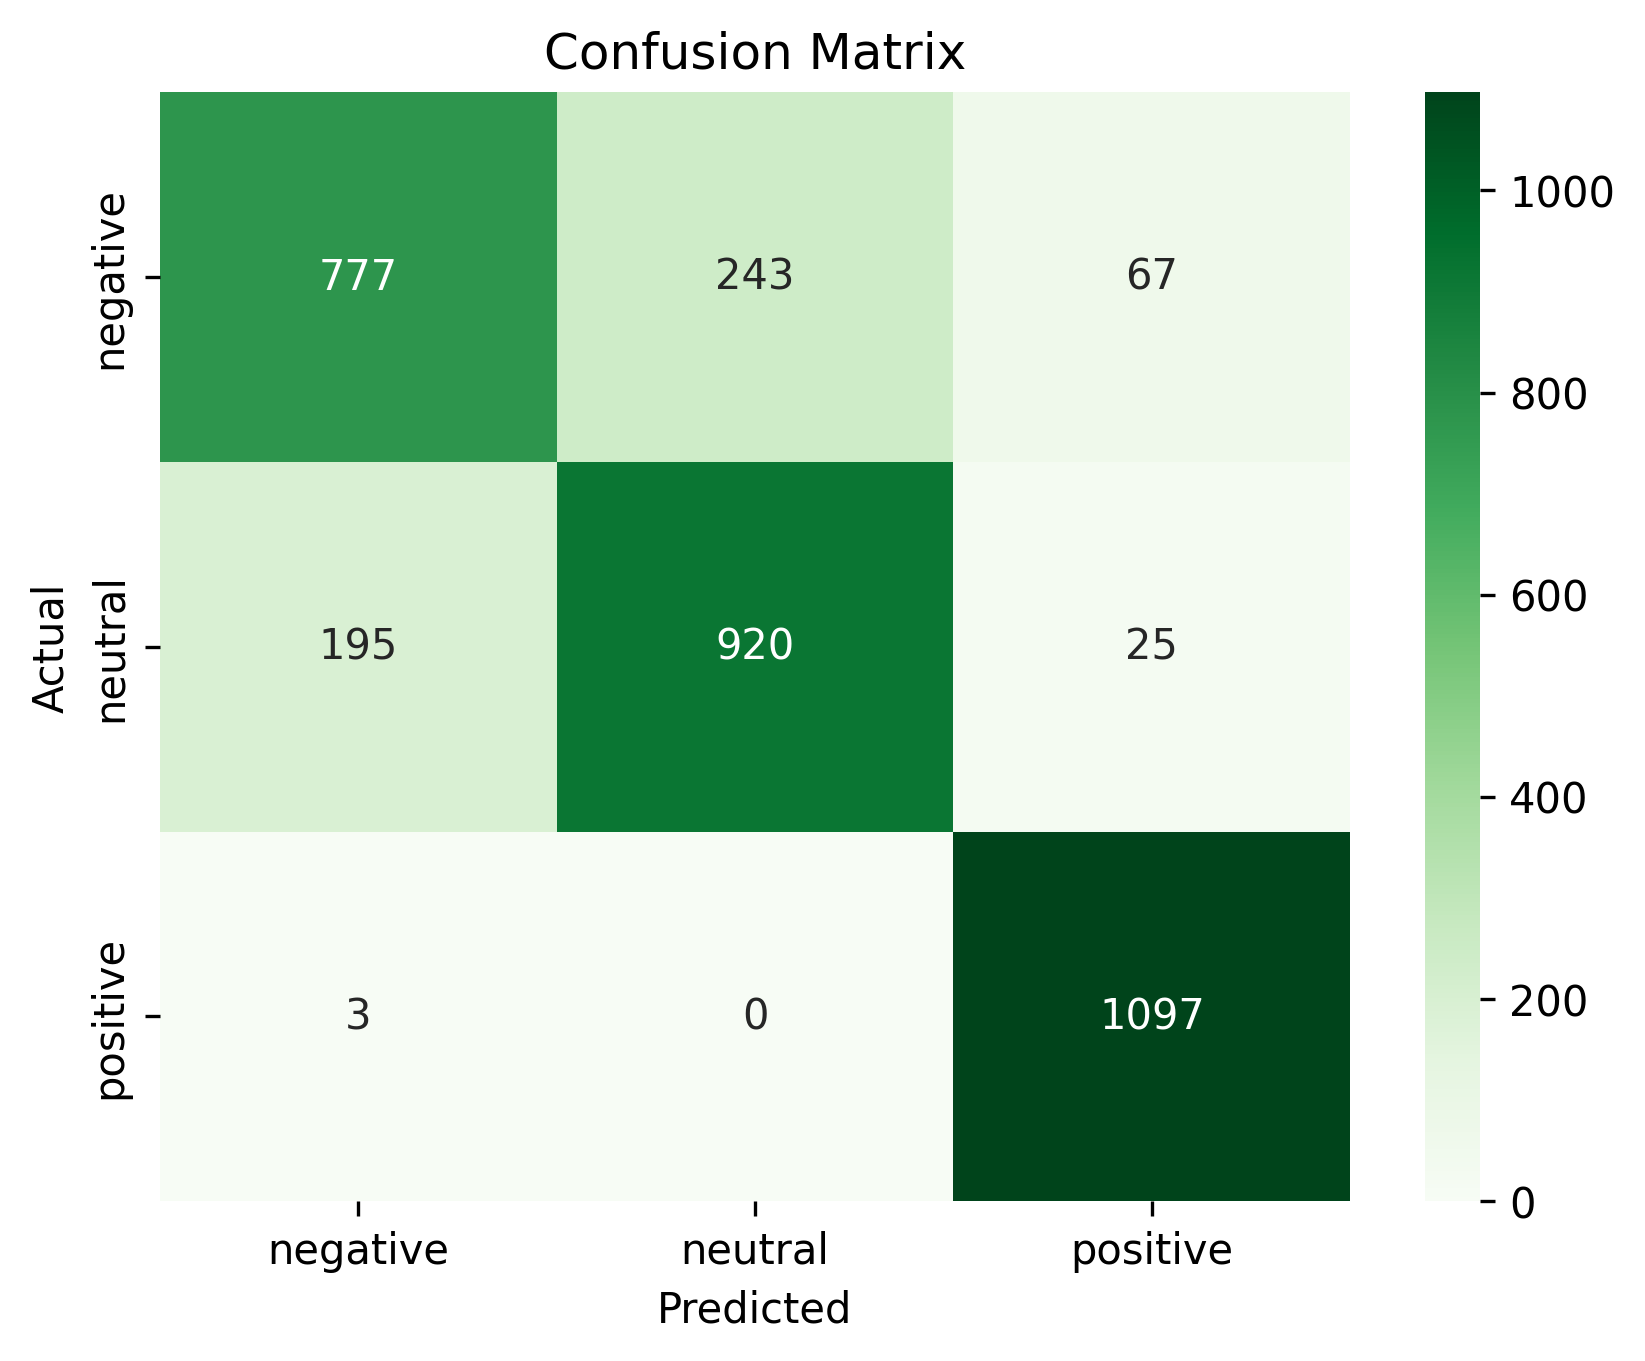 Confusion Matrix
negative
777 243 67
neutral
195 920 25
positive
3 0 1097
Actual
negative neutral positive
Predicted
1000
800
600
400
200
0